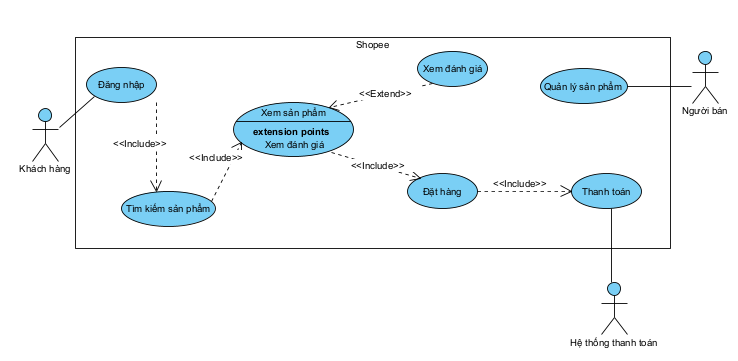 Shopee
Đăng nhập
Xem đánh giá
Quản lý sản phẩm
<<Extend>>
Xem sản phẩm
extension points
Xem đánh giá
Người bán
Khách hàng
<<Include>>
<<Include>>
<<Include>>
<<Include>>
Tìm kiếm sản phẩm
Đặt hàng
Thanh toán
Hệ thống thanh toán